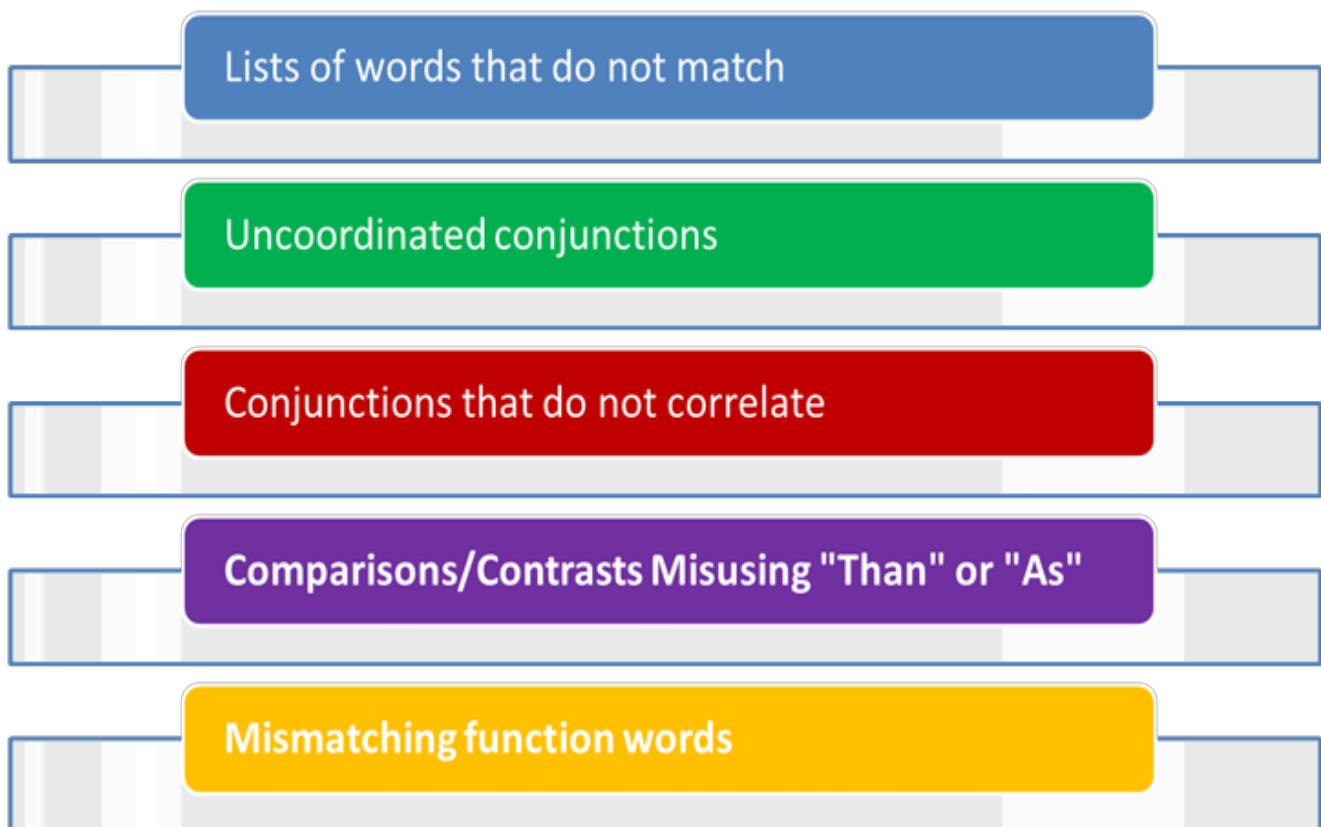 Lists of words that do not match
Uncoordinated conjunctions
Conjunctions that do not correlate
Comparisons/Contrasts Misusing "Than" or "As"
Mismatching function words